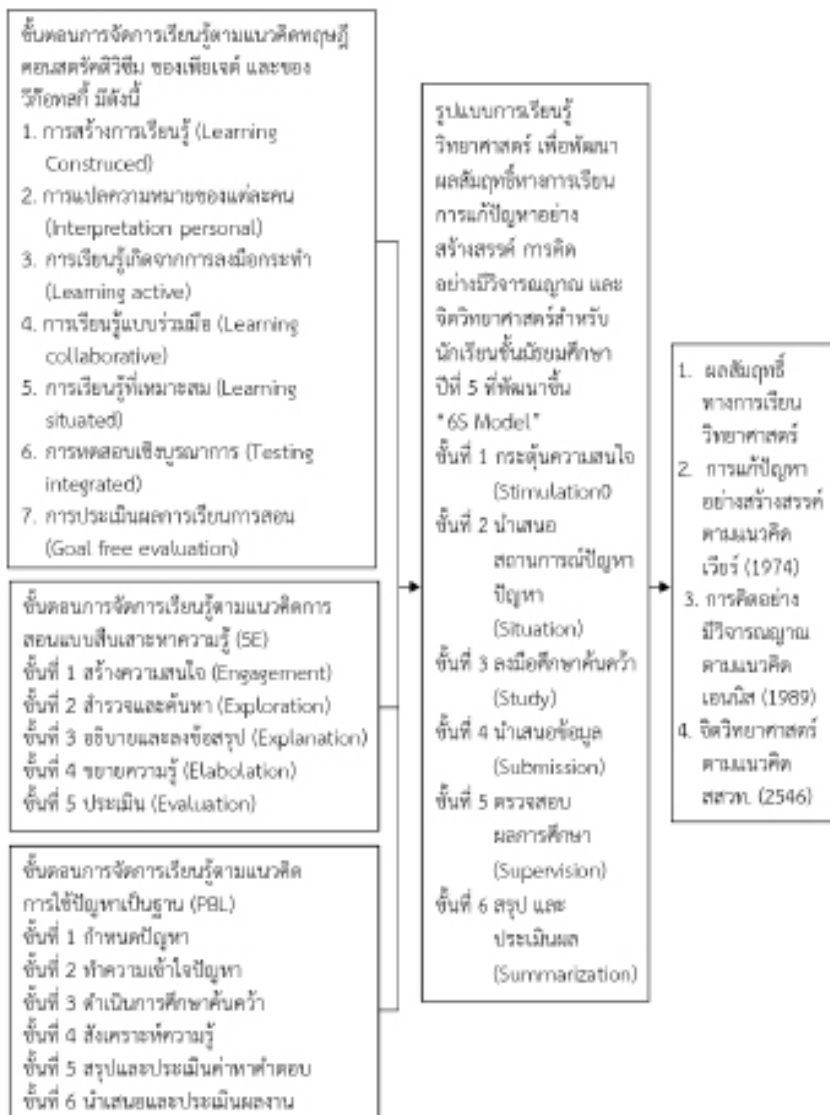 ขั้นตอนการจัดการเรียนรู้ตามแนวคิดทฤษฎี
คอนสตรัคติวิซึม ของเพียเจต์ และของ
วีก๊อทสกี้ มีดังนี้
1. การสร้างการเรียนรู้ (Learning
Construced)
2. การแปลความหมายของแต่ละคน
(Interpretation personal)
3. การเรียนรู้เกิดจากการลงมือกระทำ
(Learning active)
4. การเรียนรู้แบบร่วมมือ (Learning
collaborative)
5. การเรียนรู้ที่เหมาะสม (Learning
situated)
6. การทดสอบเชิงบูรณาการ (Testing
integrated)
7. การประเมินผลการเรียนการสอน
(Goal free evaluation)
ขั้นตอนการจัดการเรียนรู้ตามแนวคิดการ
สอนแบบสืบเสาะหาความรู้ (5E)
ขั้นที่ 1 สร้างความสนใจ (Engagement)
ขั้นที่ 2 สำรวจและค้นหา (Exploration)
ขั้นที่ 3 อธิบายและลงข้อสรุป (Explanation)
ขั้นที่ 4 ขยายความรู้ (Elabolation)
ขั้นที่ 5 ประเมิน (Evaluation)
ขั้นตอนการจัดการเรียนรู้ตามแนวคิด
การใช้ปัญหาเป็นฐาน (PBL)
ขั้นที่ 1 กำหนดปัญหา
ขั้นที่ 2 ทำความเข้าใจปัญหา
ขั้นที่ 3 ดำเนินการศึกษาค้นคว้า
ขั้นที่ 4 สังเคราะห์ความรู้
ขั้นที่ 5 สรุปและประเมินค่าหาคำตอบ
ขั้นที่ 6 นำเสนอและประเมินผลงาน
รูปแบบการเรียนรู้
วิทยาศาสตร์ เพื่อพัฒนา
ผลสัมฤทธิ์ทางการเรียน
การแก้ปัญหาอย่าง
สร้างสรรค์ การคิด
อย่างมีวิจารณญาณ และ
จิตวิทยาศาสตร์สำหรับ
นักเรียนชั้นมัธยมศึกษา
ปีที่ 5 ที่พัฒนาขึ้น
"6S Model"
ขั้นที่ 1 กระตุ้นความสนใจ
(Stimulation0
ขั้นที่ 2 นำเสนอ
สถานการณ์ปัญหา
ปัญหา
(Situation)
ขั้นที่ 3 ลงมือศึกษาค้นคว้า
(Study)
ขั้นที่ 4 นำเสนอข้อมูล
(Submission)
ขั้นที่ 5 ตรวจสอบ
ผลการศึกษา
(Supervision)
ขั้นที่ 6 สรุป และ
ประเมินผล
(Summarization)
1. ผลสัมฤทธิ์
ทางการเรียน
วิทยาศาสตร์
2. การแก้ปัญหา
อย่างสร้างสรรค์
ตามแนวคิด
เวียร์ (1974)
3. การคิดอย่าง
มีวิจารณญาณ
ตามแนวคิด
เอนนิส (1989)
4. จิตวิทยาศาสตร์
ตามแนวคิด
สสวท. (2546)